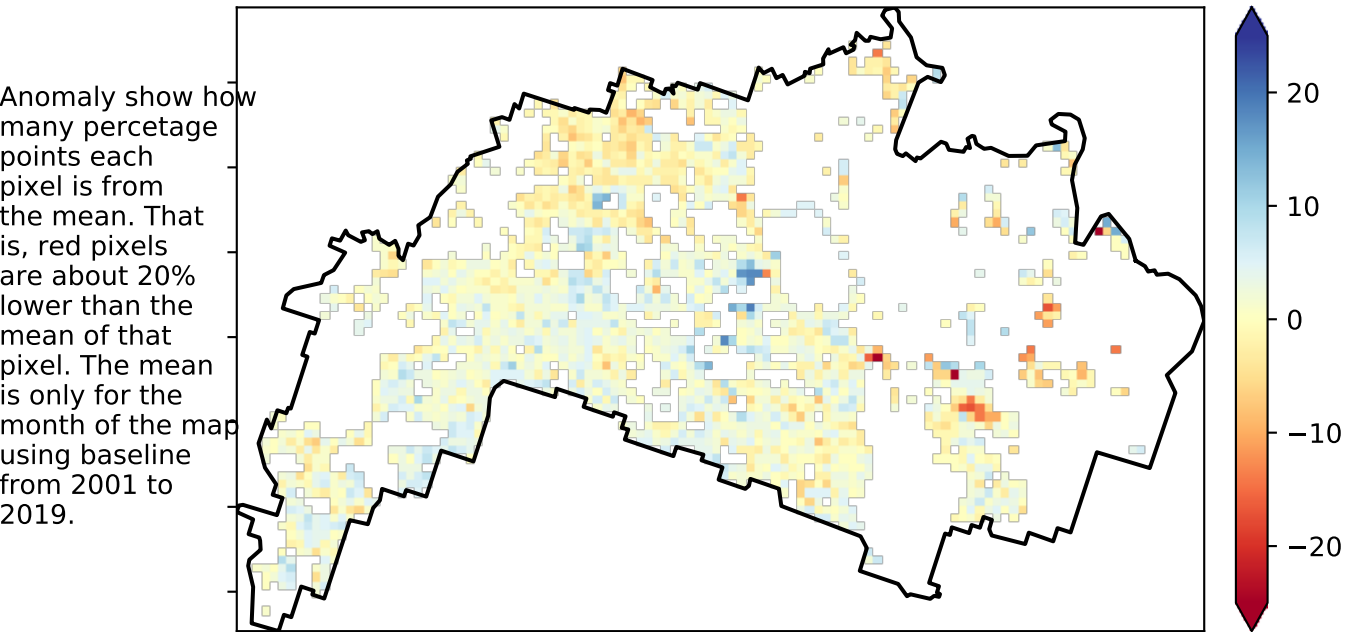 Anomaly show how
many percetage
points each
pixel is from
the mean. That
is, red pixels
are about 20%
lower than the
mean of that
pixel. The mean
is only for the
month of the map
using baseline
from 2001 to
2019.
20
10
0
−10
−20